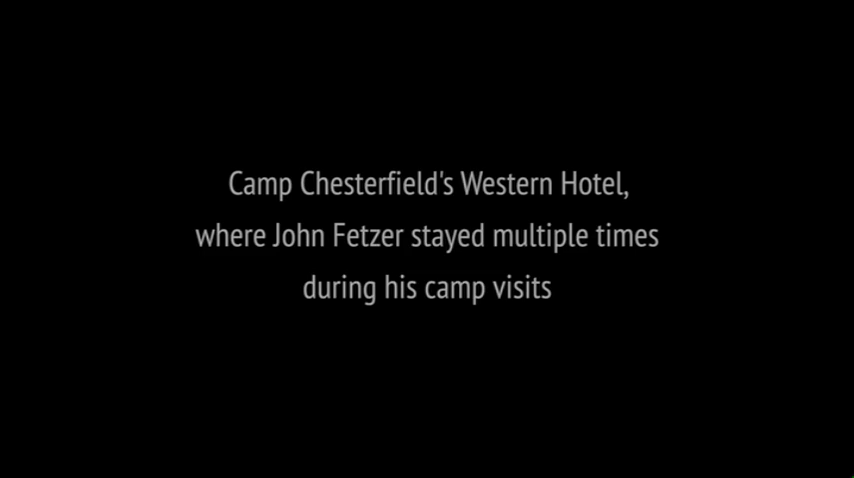 Camp Chesterfield's Western Hotel,
where John Fetzer stayed multiple times
during his camp visits